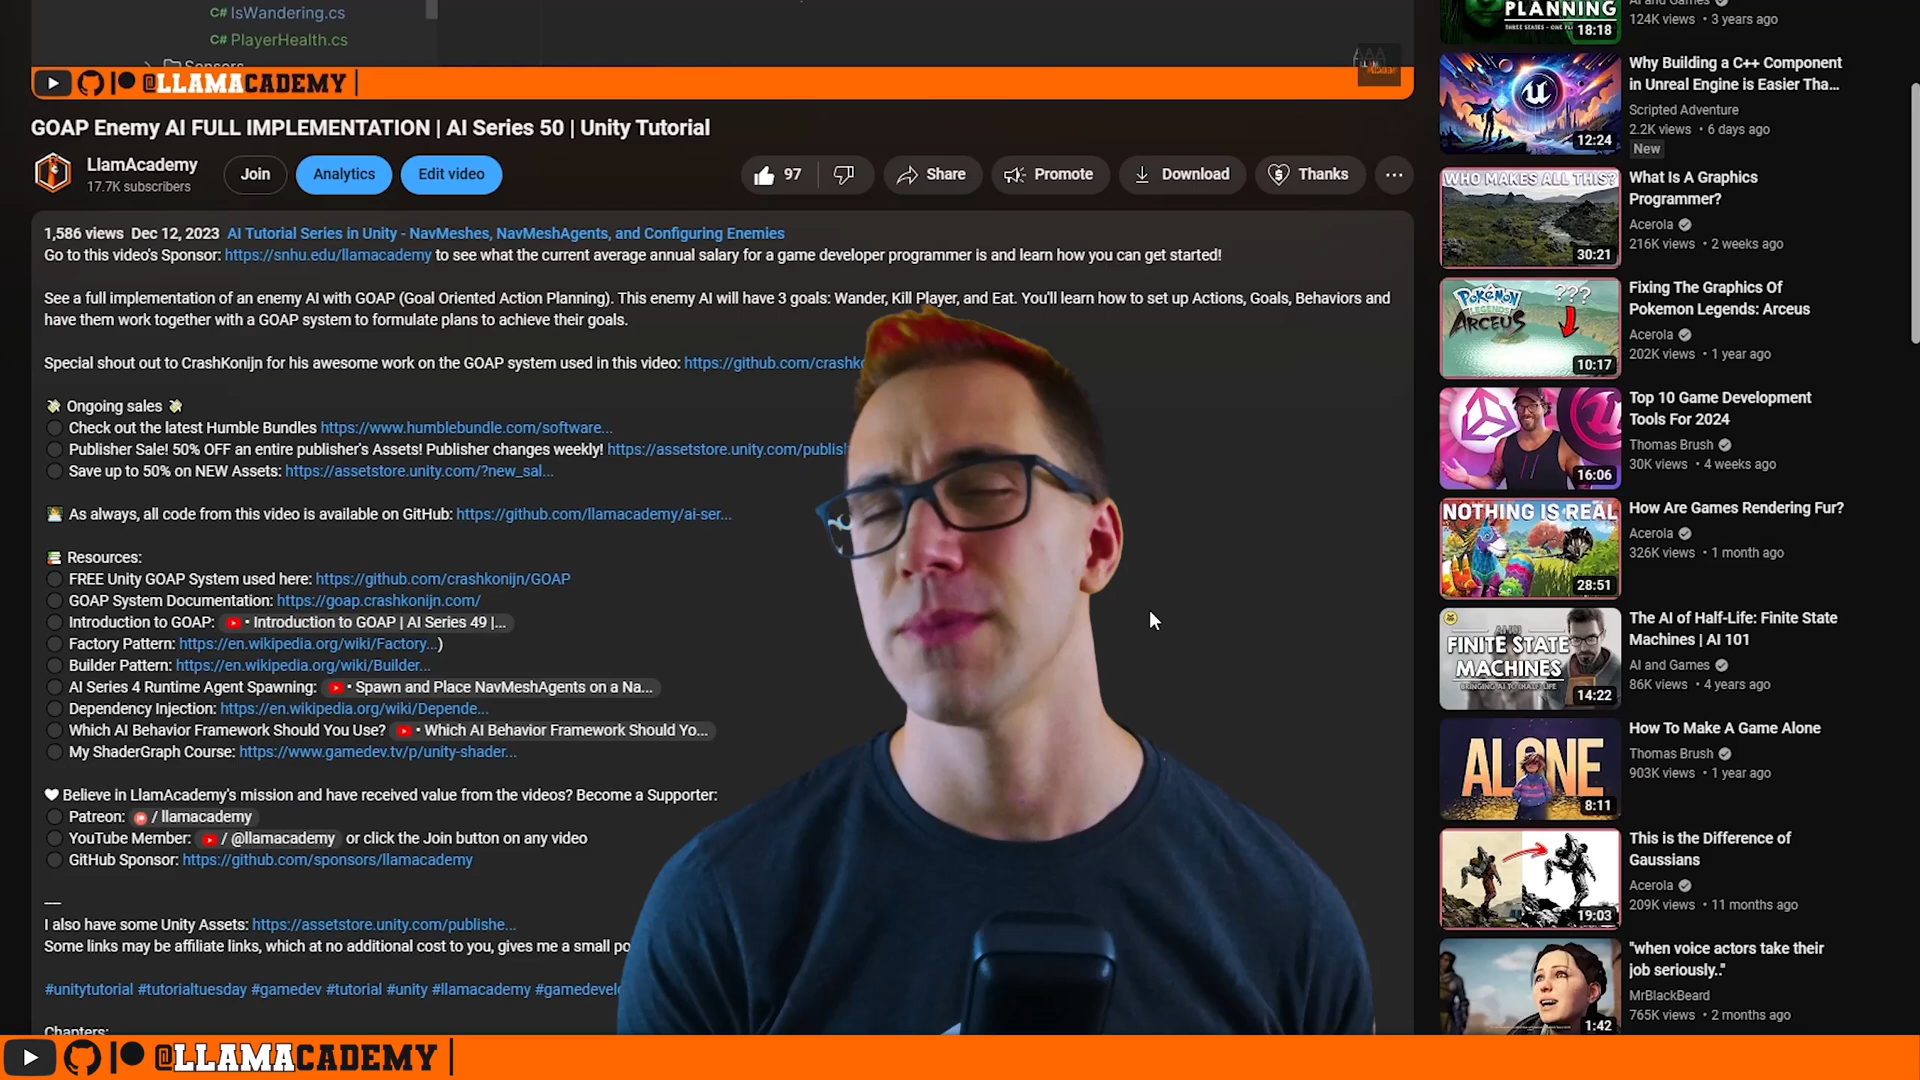 C# IsWandering.cs
C# PlayerHealth.cs
Sensors
@LLAMACADEMY
GOAP Enemy AI FULL IMPLEMENTATION | AI Series 50 | Unity Tutorial
LlamAcademy
17.7K subscribers
Join
Analytics
Edit video
97
Share
Promote
Download
Thanks
1,586 views Dec 12, 2023 AI Tutorial Series in Unity - NavMeshes, NavMeshAgents, and Configuring Enemies
Go to this video's Sponsor: https://snhu.edu/llamacademy to see what the current average annual salary for a game developer programmer is and learn how you can get started!
See a full implementation of an enemy AI with GOAP (Goal Oriented Action Planning). This enemy AI will have 3 goals: Wander, Kill Player, and Eat. You'll learn how to set up Actions, Goals, Behaviors and
have them work together with a GOAP system to formulate plans to achieve their goals.
Special shout out to CrashKonijn for his awesome work on the GOAP system used in this video: https://github.com/crashk
Ongoing sales
Check out the latest Humble Bundles https://www.humblebundle.com/software...
Publisher Sale! 50% OFF an entire publisher's Assets! Publisher changes weekly! https://assetstore.unity.com/publis
Save up to 50% on NEW Assets: https://assetstore.unity.com/?new_sal...
As always, all code from this video is available on GitHub: https://github.com/llamacademy/ai-ser...
Resources:
FREE Unity GOAP System used here: https://github.com/crashkonijn/GOAP
GOAP System Documentation: https://goap.crashkonijn.com/
Introduction to GOAP: • Introduction to GOAP | AI Series 49 |...
Factory Pattern: https://en.wikipedia.org/wiki/Factory...)
Builder Pattern: https://en.wikipedia.org/wiki/Builder...
AI Series 4 Runtime Agent Spawning: • Spawn and Place NavMeshAgents on a Na...
Dependency Injection: https://en.wikipedia.org/wiki/Depende...
Which AI Behavior Framework Should You Use? • Which AI Behavior Framework Should Yo...
My ShaderGraph Course: https://www.gamedev.tv/p/unity-shader...
Believe in LlamAcademy's mission and have received value from the videos? Become a Supporter:
Patreon: / llamacademy
YouTube Member: / @llamacademy or click the Join button on any video
GitHub Sponsor: https://github.com/sponsors/llamacademy
I also have some Unity Assets: https://assetstore.unity.com/publishe...
Some links may be affiliate links, which at no additional cost to you, gives me a small po
#unitytutorial #tutorialtuesday #gamedev #tutorial #unity #llamacademy #gamedevel
Chapters:
@LLAMACADEMY
PLANNING
18:18
124K views • 3 years ago
Why Building a C++ Component
in Unreal Engine is Easier Tha...
Scripted Adventure
2.2K views • 6 days ago
New
12:24
WHO MAKES ALL THIS?
30:21
What Is A Graphics
Programmer?
Acerola
216K views • 2 weeks ago
POKÉMON
LEGENDS
ARCEUS
???
10:17
Fixing The Graphics Of
Pokemon Legends: Arceus
Acerola
202K views • 1 year ago
16:06
Top 10 Game Development
Tools For 2024
Thomas Brush
30K views • 4 weeks ago
NOTHING IS REAL
28:51
How Are Games Rendering Fur?
Acerola
326K views • 1 month ago
FINITE STATE
MACHINES
BRINGING AI TO HALF-LIFE
14:22
The AI of Half-Life: Finite State
Machines | AI 101
AI and Games
86K views • 4 years ago
ALONE
8:11
How To Make A Game Alone
Thomas Brush
903K views • 1 year ago
19:03
This is the Difference of
Gaussians
Acerola
209K views • 11 months ago
1:42
"when voice actors take their
job seriously.."
MrBlackBeard
765K views • 2 months ago